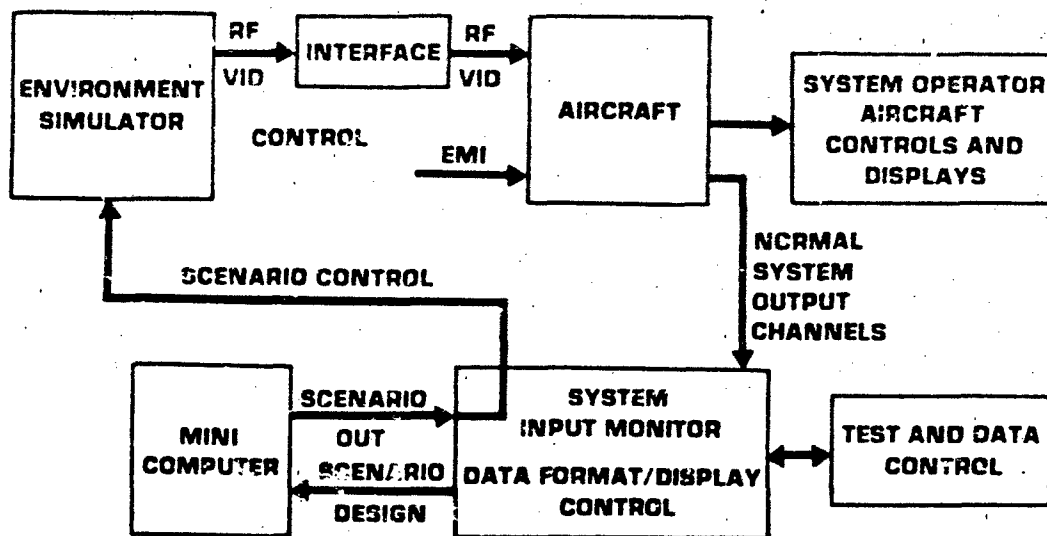 RF
VID
INTERFACE
RF
VID
ENVIRONMENT
SIMULATOR
CONTROL
EMI
AIRCRAFT
SYSTEM OPERATOR
AIRCRAFT
CONTROLS AND
DISPLAYS
NORMAL
SYSTEM
OUTPUT
CHANNELS
SCENARIO CONTROL
MINI
COMPUTER
SCENARIO
OUT
SCENARIO
DESIGN
SYSTEM
INPUT MONITOR
DATA FORMAT/DISPLAY
CONTROL
TEST AND DATA
CONTROL